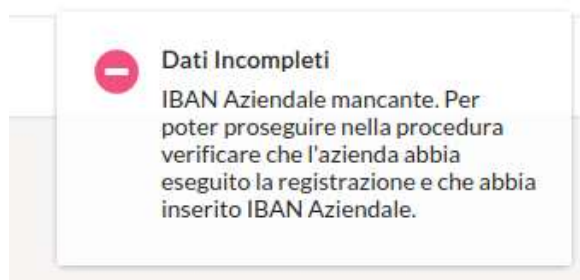 Dati Incompleti
IBAN Aziendale mancante. Per
poter proseguire nella procedura
verificare che l'azienda abbia
eseguito la registrazione e che abbia
inserito IBAN Aziendale.